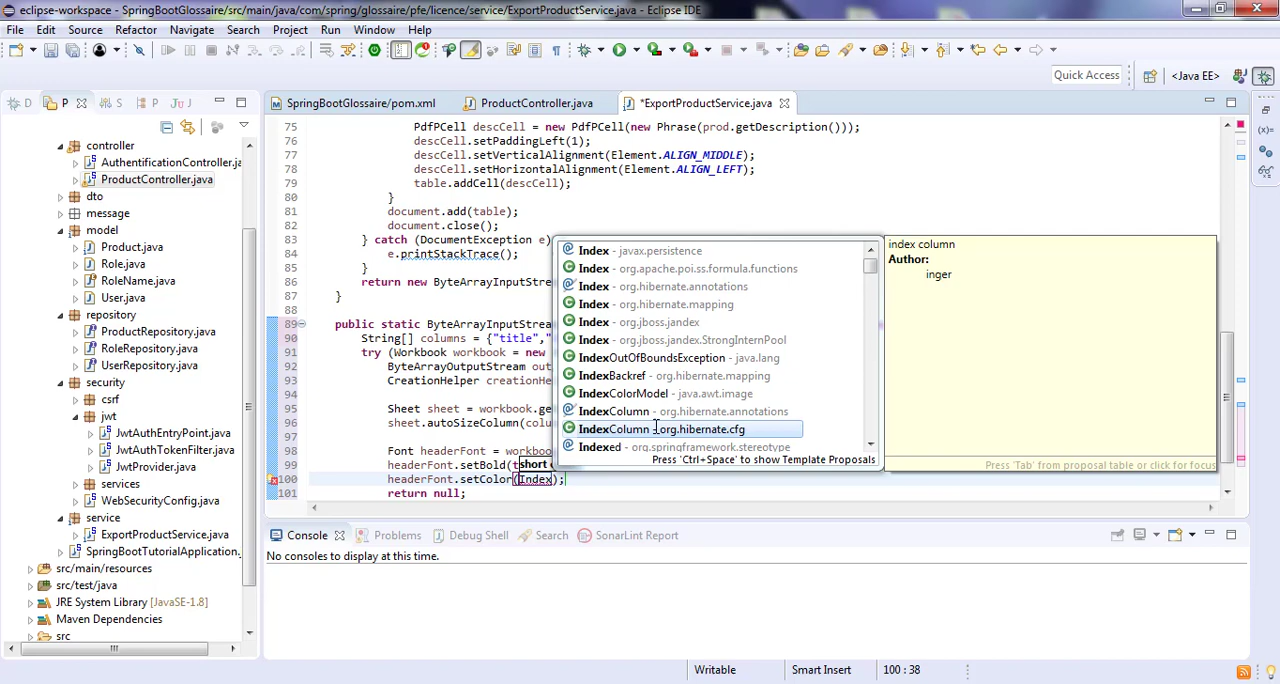 eclipse-workspace - SpringBootGlossaire/src/main/java/com/spring/glossaire/pfe/licence/service/ExportProductService.java - Eclipse IDE
File Edit Source Refactor Navigate Search Project Run Window Help
Quick Access
<Java EE>
D P S P Ju J
SpringBootGlossaire/pom.xml ProductController.java *ExportProductService.java
controller
AuthentificationController.ja
ProductController.java
dto
message
model
Product.java
Role.java
RoleName.java
User.java
repository
ProductRepository.java
RoleRepository.java
UserRepository.java
security
csrf
jwt
JwtAuthEntryPoint.java
JwtAuthTokenFilter.java
JwtProvider.java
services
WebSecurityConfig.java
service
ExportProductService.java
SpringBootTutorialApplication.
src/main/resources
src/test/java
JRE System Library [JavaSE-1.8]
Maven Dependencies
src
75 PdfPCell descCell = new PdfPCell(new Phrase(prod.getDescription()));
76 descCell.setPaddingLeft(1);
77 descCell.setVerticalAlignment(Element.ALIGN_MIDDLE);
78 descCell.setHorizontalAlignment(Element.ALIGN_LEFT);
79 table.addCell(descCell);
80 }
81 document.add(table);
82 document.close();
83 } catch (DocumentException e)
84 e.printStackTrace();
85 }
86 return new ByteArrayInputStre
87 }
88
89 public static ByteArrayInputStream
90 String[] columns = {"title","
91 try (Workbook workbook = new
92 ByteArrayOutputStream out
93 CreationHelper creationHe
94
95 Sheet sheet = workbook.ge
96 sheet.autoSizeColumn(colu
97
98 Font headerFont = workboo
99 headerFont.setBold(t
short
100 headerFont.setColor(Index);
101 return null;
Index - javax.persistence
Index - org.apache.poi.ss.formula.functions
Index - org.hibernate.annotations
Index - org.hibernate.mapping
Index - org.jboss.jandex
Index - org.jboss.jandex.StrongInternPool
IndexOutOfBoundsException - java.lang
IndexBackref - org.hibernate.mapping
IndexColorModel - java.awt.image
IndexColumn - org.hibernate.annotations
IndexColumn - org.hibernate.cfg
Indexed - org.springframework.stereotype
Press 'Ctrl+Space' to show Template Proposals
index column
Author:
inger
Press 'Tab' from proposal table or click for focus
Console Problems Debug Shell Search SonarLint Report
No consoles to display at this time.
Writable Smart Insert 100 : 38